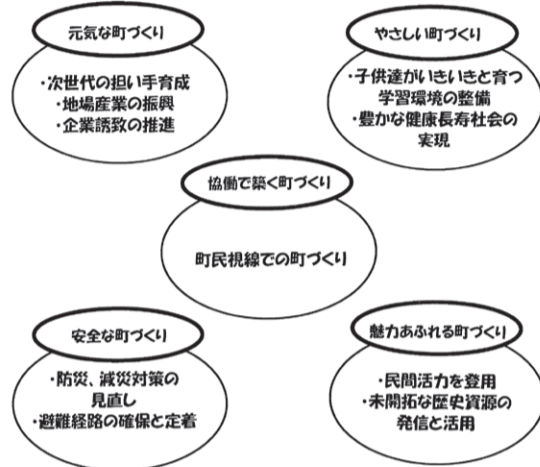 元気な町づくり
・次世代の担い手育成
・地場産業の振興
・企業誘致の推進
やさしい町づくり
・子供達がいきいきと育つ
学習環境の整備
・豊かな健康長寿社会の
実現
協働で築く町づくり
町民視線での町づくり
安全な町づくり
・防災、減災対策の
見直し
・避難経路の確保と定着
魅力あふれる町づくり
・民間活力を登用
・未開拓な歴史資源の
発信と活用